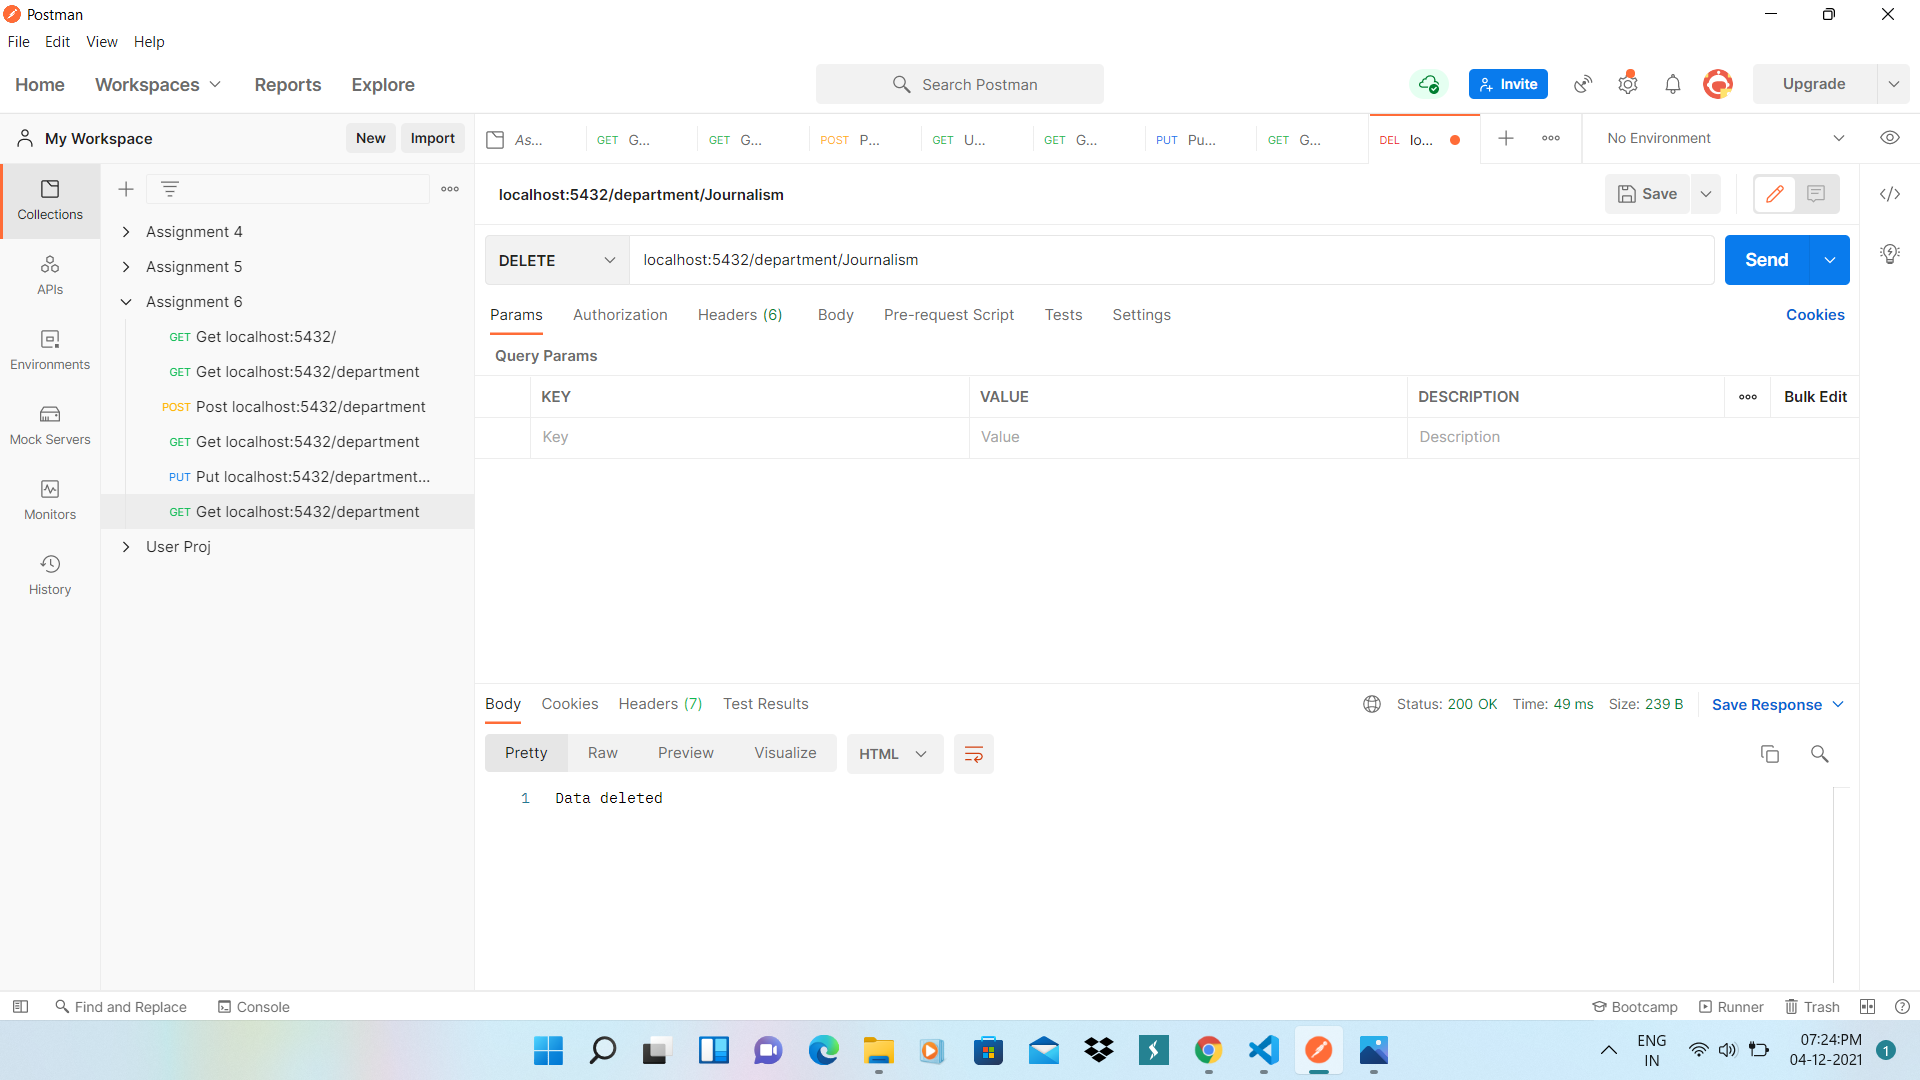 Postman
File Edit View Help
Home Workspaces Reports Explore
Search Postman
Invite
Upgrade
My Workspace New Import
As...
GET G...
GET G...
POST P...
GET U...
GET G...
PUT Pu...
GET G...
DEL lo...
No Environment
Collections
APIs
Environments
Mock Servers
Monitors
History
Assignment 4
Assignment 5
Assignment 6
GET Get localhost:5432/
GET Get localhost:5432/department
POST Post localhost:5432/department
GET Get localhost:5432/department
PUT Put localhost:5432/department...
GET Get localhost:5432/department
User Proj
localhost:5432/department/Journalism
Save
DELETE localhost:5432/department/Journalism
Send
Params Authorization Headers (6) Body Pre-request Script Tests Settings Cookies
Query Params
KEY VALUE DESCRIPTION Bulk Edit
Key Value Description
Body Cookies Headers (7) Test Results
Status: 200 OK Time: 49 ms Size: 239 B Save Response
Pretty Raw Preview Visualize HTML
1 Data deleted
Find and Replace Console
Bootcamp Runner Trash
ENG
IN
07:24:PM
04-12-2021
1